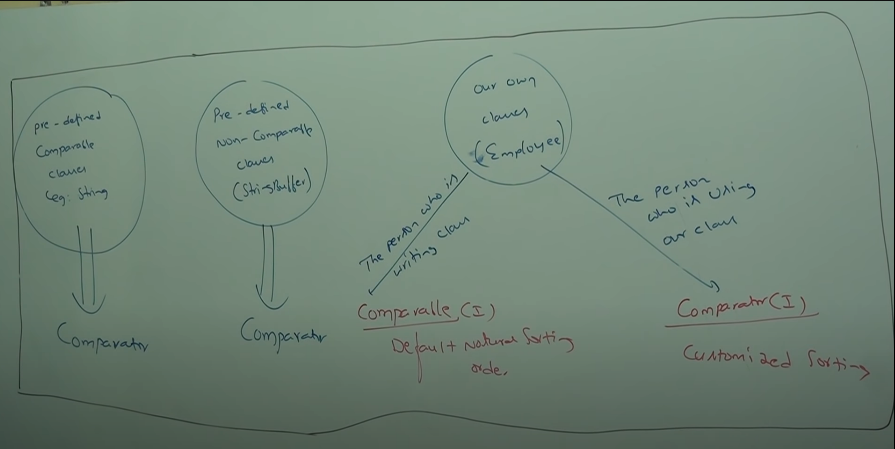 pre-defined
Comparable
classes
(eg: String
Comparator
Pre-defined
non-Comparable
classes
(StringBuffer)
Comparator
our own
classes
(Employee)
The person who is
writing class
Comparable (I)
Default Natural Sorting
order
The person
who is using
our class
Comparator (I)
Customized Sorting